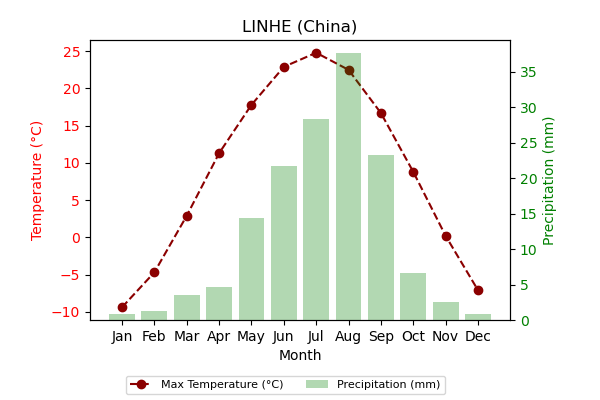 LINHE (China)
Temperature (°C)
25
20
15
10
5
0
−5
−10
35
30
25
20
15
10
5
0
Precipitation (mm)
Jan Feb Mar Apr May Jun Jul Aug Sep Oct Nov Dec
Month
Max Temperature (°C) Precipitation (mm)